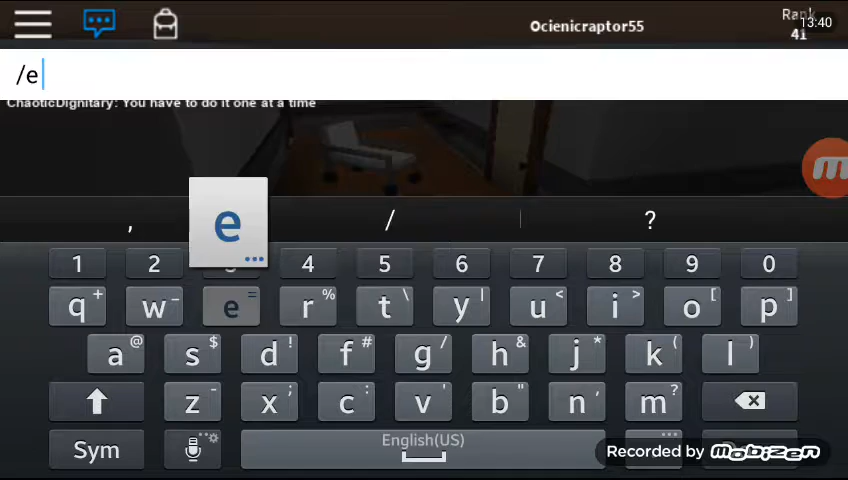 Ocienicraptor55
Rank
13:40
41
/e
ChaoticDignitary: You have to do it one at a time
e
, / ?
1 2 3 4 5 6 7 8 9 0
q + w - e = r % t \ y | u < i > o [ p ]
a @ s $ d ! f # g / h & j * k ( l )
z - x ; c : v ' b " n , m ?
Sym English(US)
Recorded by mobizen